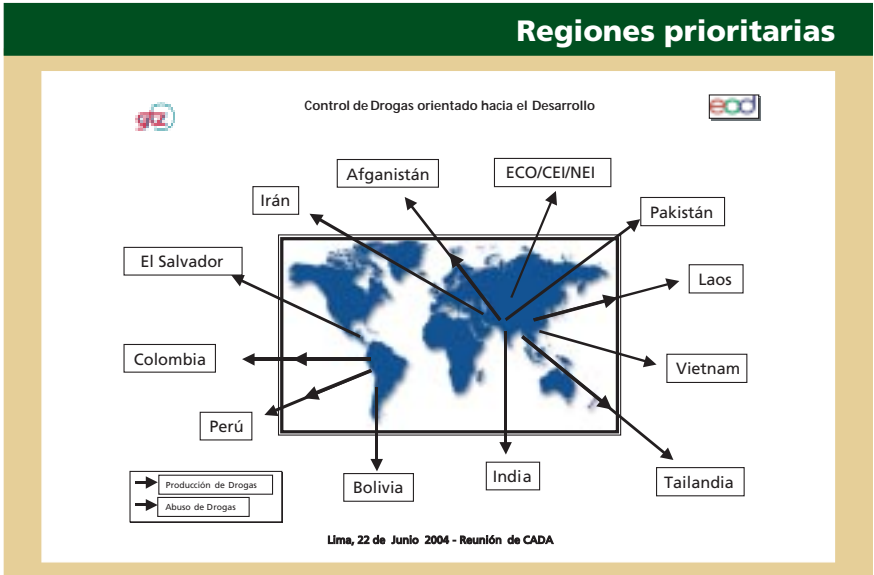 Regiones prioritarias
gtz
Control de Drogas orientado hacia el Desarrollo
eod
Afganistán
ECO/CEI/NEI
Irán
Pakistán
El Salvador
Laos
Colombia
Vietnam
Perú
Bolivia
India
Tailandia
Producción de Drogas
Abuso de Drogas
Lima, 22 de Junio 2004 - Reunión de CADA